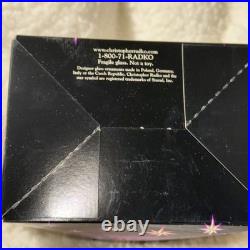 www.christopherradko.com
1-800-71-RADKO
Fragile glass. Not a toy.
Designer glass ornaments made in Poland, Germany,
Italy or the Czech Republic. Christopher Radko and the
star symbol are registered trademarks of Starad, Inc.